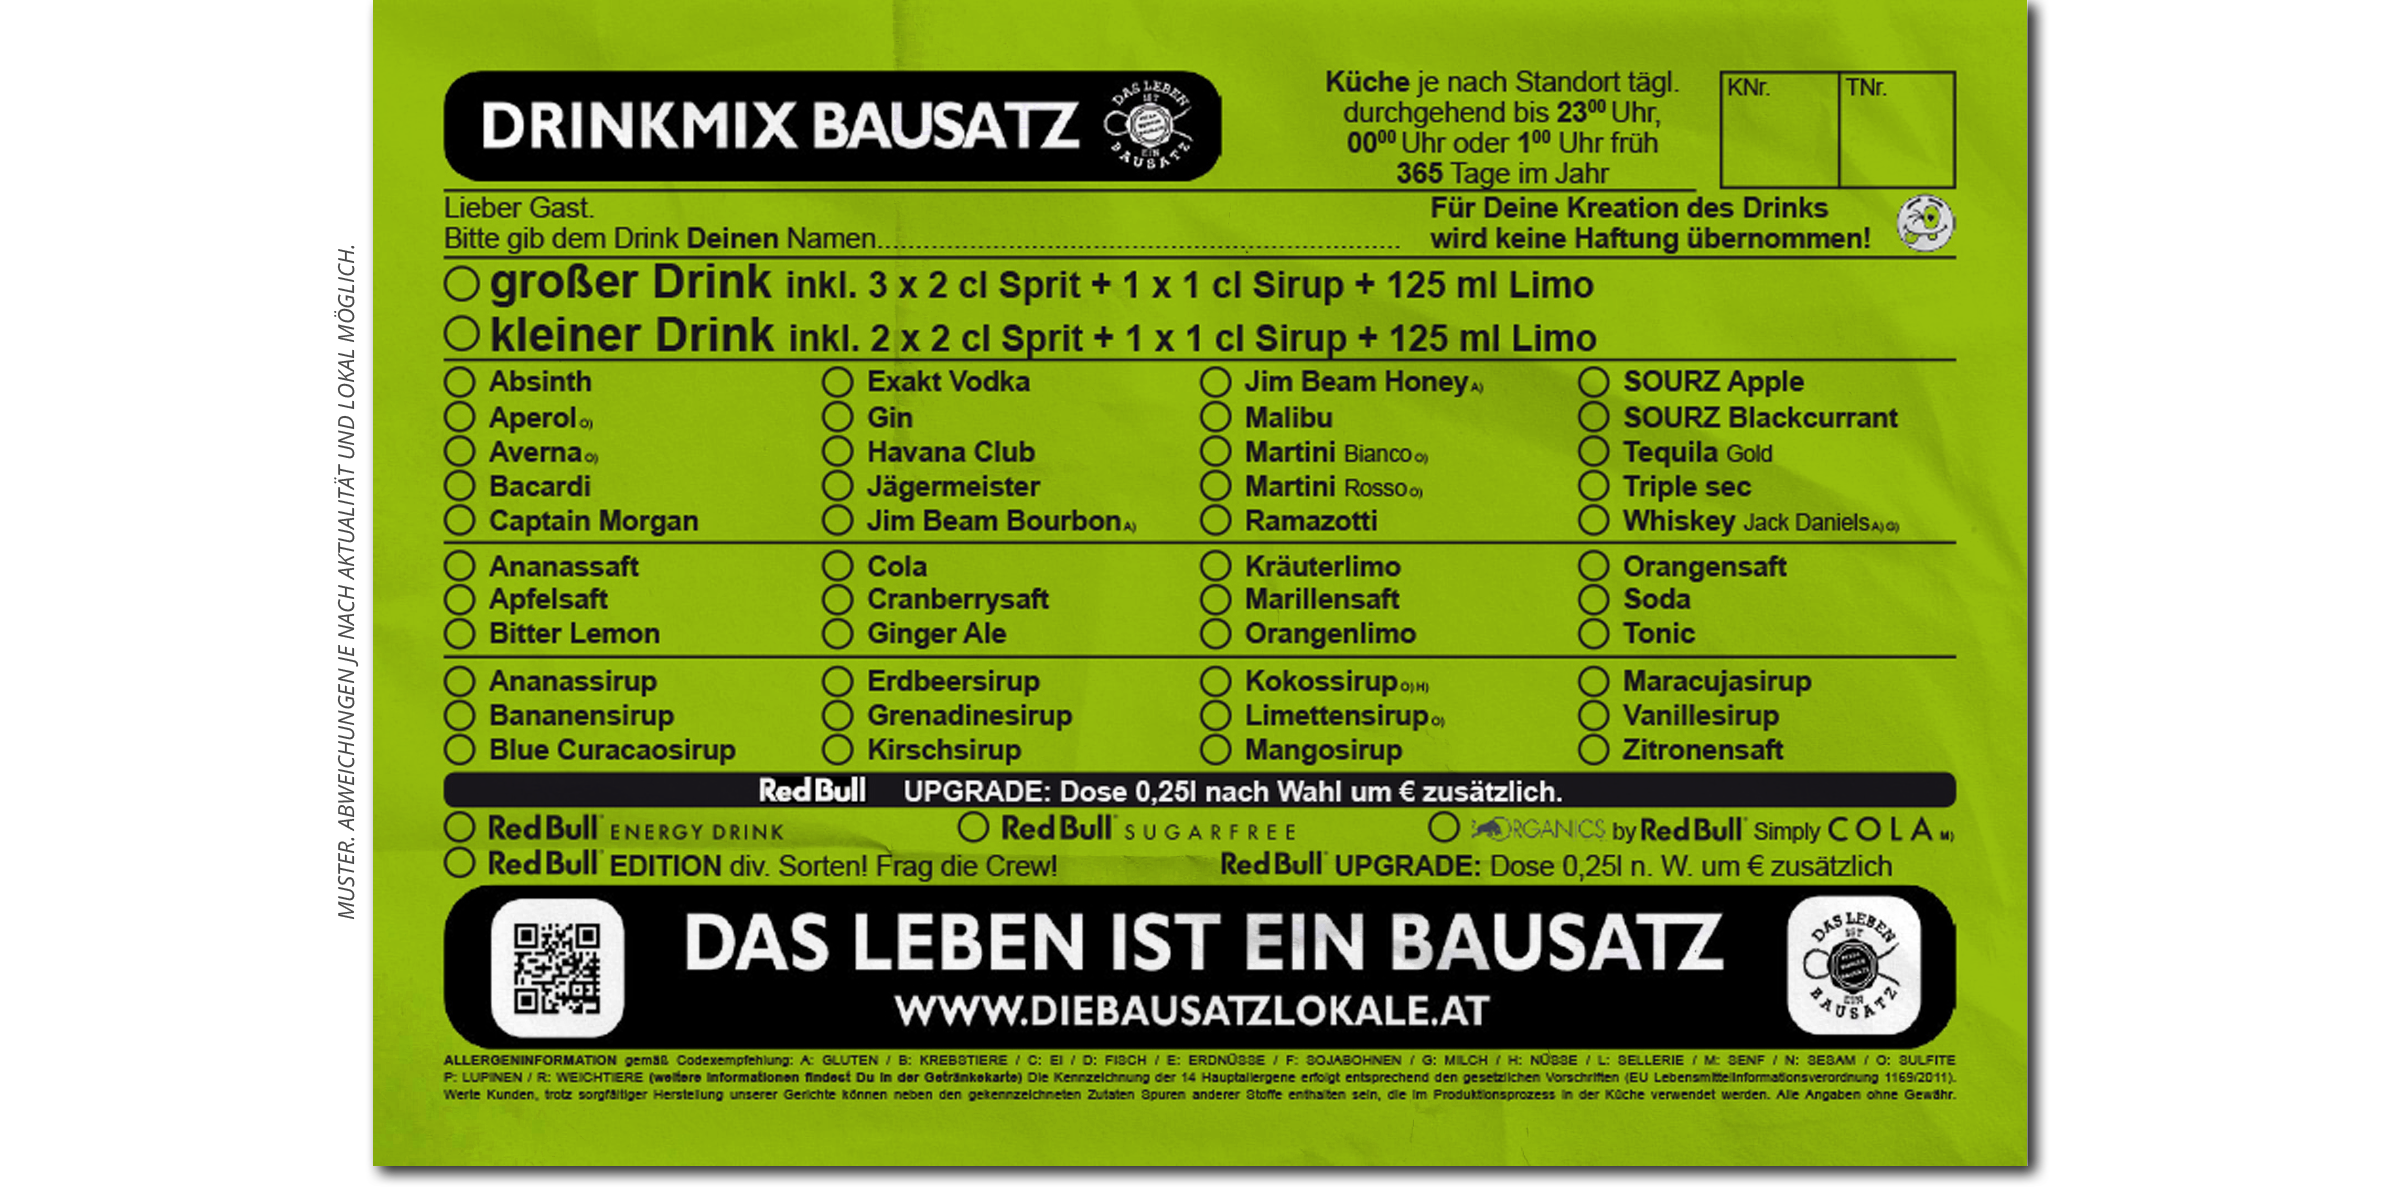 MUSTER. ABWEICHUNGEN JE NACH AKTUALITÄT UND LOKAL MÖGLICH.
DRINKMIX BAUSATZ
DAS LEBEN IST EIN BAUSATZ
Küche je nach Standort tägl.
durchgehend bis 23⁰⁰ Uhr,
00⁰⁰ Uhr oder 1⁰⁰ Uhr früh
365 Tage im Jahr
KNr. TNr.
Lieber Gast.
Bitte gib dem Drink Deinen Namen......................................................................
Für Deine Kreation des Drinks
wird keine Haftung übernommen!
großer Drink inkl. 3 x 2 cl Sprit + 1 x 1 cl Sirup + 125 ml Limo
kleiner Drink inkl. 2 x 2 cl Sprit + 1 x 1 cl Sirup + 125 ml Limo
Absinth Exakt Vodka Jim Beam Honey A) SOURZ Apple
Aperol O) Gin Malibu SOURZ Blackcurrant
Averna O) Havana Club Martini Bianco O) Tequila Gold
Bacardi Jägermeister Martini Rosso O) Triple sec
Captain Morgan Jim Beam Bourbon A) Ramazotti Whiskey Jack Daniels A) G)
Ananassaft Cola Kräuterlimo Orangensaft
Apfelsaft Cranberrysaft Marillensaft Soda
Bitter Lemon Ginger Ale Orangenlimo Tonic
Ananassirup Erdbeersirup Kokossirup O) H) Maracujasirup
Bananensirup Grenadinesirup Limettensirup O) Vanillesirup
Blue Curacaosirup Kirschsirup Mangosirup Zitronensaft
Red Bull UPGRADE: Dose 0,25l nach Wahl um € zusätzlich.
Red Bull ENERGY DRINK Red Bull SUGARFREE ORGANICS by Red Bull Simply COLA M)
Red Bull EDITION div. Sorten! Frag die Crew! Red Bull UPGRADE: Dose 0,25l n. W. um € zusätzlich
DAS LEBEN IST EIN BAUSATZ
WWW.DIEBAUSATZLOKALE.AT
DAS LEBEN IST EIN BAUSATZ
ALLERGENINFORMATION gemäß Codexempfehlung: A: GLUTEN / B: KREBSTIERE / C: EI / D: FISCH / E: ERDNÜSSE / F: SOJABOHNEN / G: MILCH / H: NÜSSE / L: SELLERIE / M: SENF / N: SESAM / O: SULFITE
P: LUPINEN / R: WEICHTIERE (weitere Informationen findest Du in der Getränkekarte) Die Kennzeichnung der 14 Hauptallergene erfolgt entsprechend den gesetzlichen Vorschriften (EU Lebensmittelinformationsverordnung 1169/2011).
Werte Kunden, trotz sorgfältiger Herstellung unserer Gerichte können neben den gekennzeichneten Zutaten Spuren anderer Stoffe enthalten sein, die im Produktionsprozess in der Küche verwendet werden. Alle Angaben ohne Gewähr.